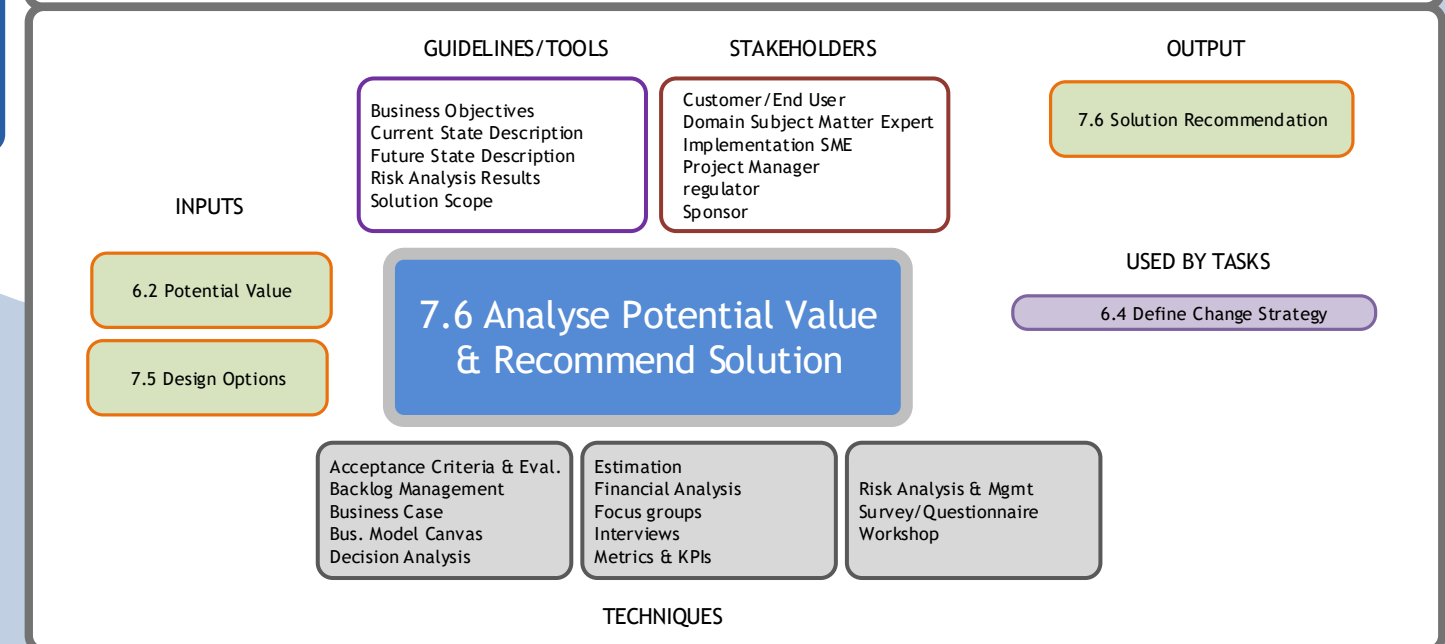 GUIDELINES/TOOLS
STAKEHOLDERS
OUTPUT
Business Objectives
Current State Description
Future State Description
Risk Analysis Results
Solution Scope
Customer/End User
Domain Subject Matter Expert
Implementation SME
Project Manager
regulator
Sponsor
7.6 Solution Recommendation
INPUTS
6.2 Potential Value
7.5 Design Options
7.6 Analyse Potential Value
& Recommend Solution
USED BY TASKS
6.4 Define Change Strategy
Acceptance Criteria & Eval.
Backlog Management
Business Case
Bus. Model Canvas
Decision Analysis
Estimation
Financial Analysis
Focus groups
Interviews
Metrics & KPIs
Risk Analysis & Mgmt
Survey/Questionnaire
Workshop
TECHNIQUES